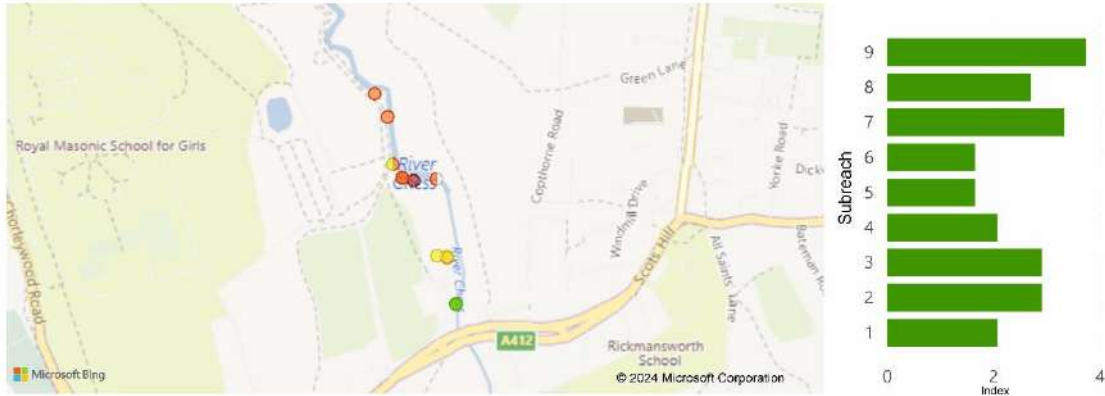 Green Lane
Royal Masonic School for Girls
River
Chess
Copthorne Road
Windmill Drive
Yorke Road
Scots Hill
All Saints' Lane
Bateman
River
Chorleywood Road
A412
Rickmansworth
School
Microsoft Bing
© 2024 Microsoft Corporation
Subreach
9
8
7
6
5
4
3
2
1
0
2
4
Index